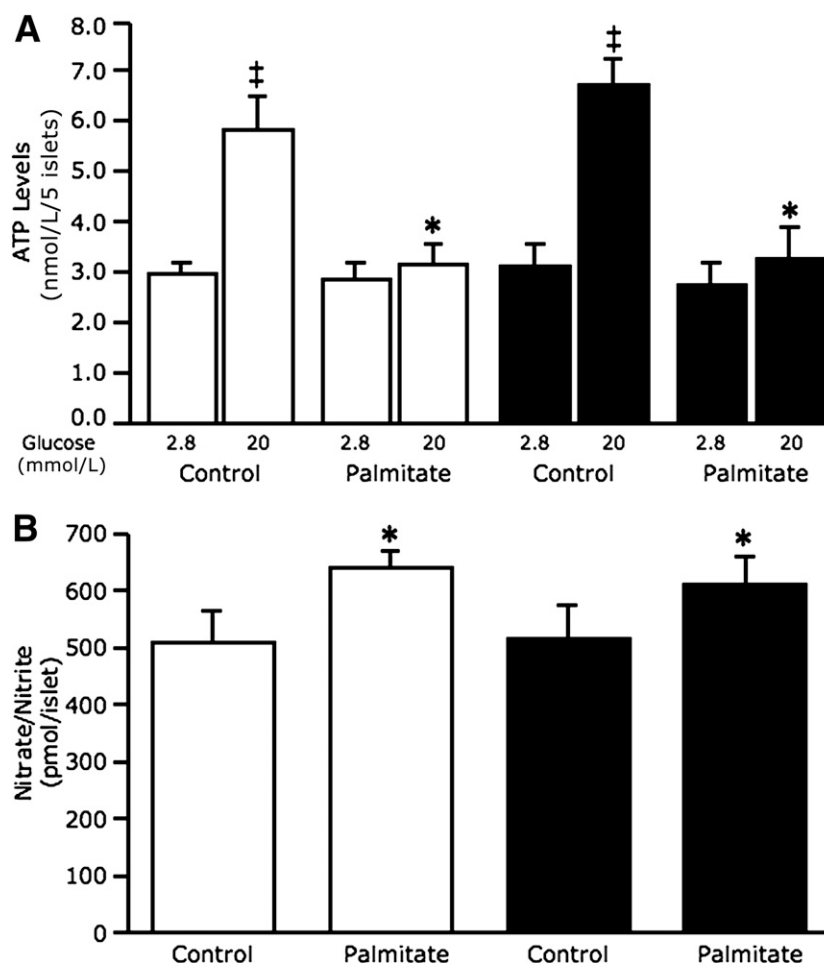 A
ATP Levels
(nmol/L/5 islets)
8.0
7.0
6.0
5.0
4.0
3.0
2.0
1.0
0.0
‡
*
‡
*
Glucose
(mmol/L)
2.8 20 2.8 20 2.8 20 2.8 20
Control Palmitate Control Palmitate
B
Nitrate/Nitrite
(pmol/islet)
700
600
500
400
300
200
100
0
*
*
Control Palmitate Control Palmitate